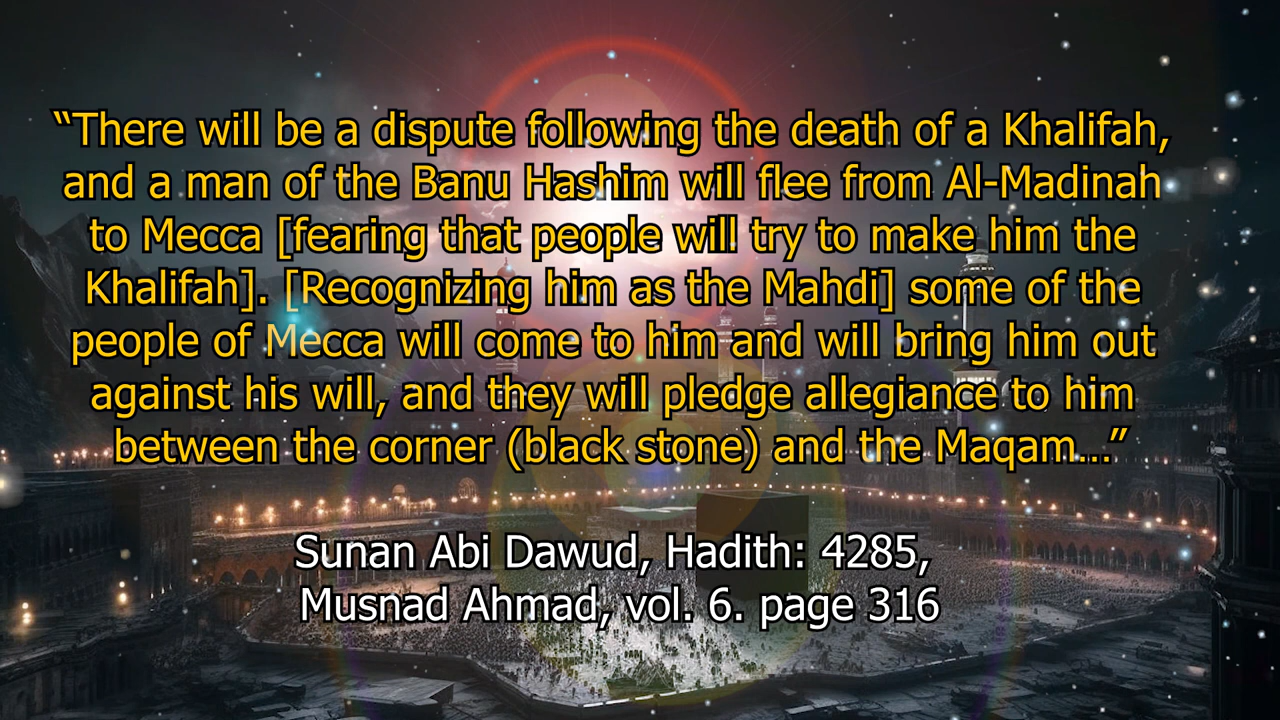 “There will be a dispute following the death of a Khalifah,
and a man of the Banu Hashim will flee from Al-Madinah
to Mecca [fearing that people will try to make him the
Khalifah]. [Recognizing him as the Mahdi] some of the
people of Mecca will come to him and will bring him out
against his will, and they will pledge allegiance to him
between the corner (black stone) and the Maqam...”
Sunan Abi Dawud, Hadith: 4285,
Musnad Ahmad, vol. 6. page 316